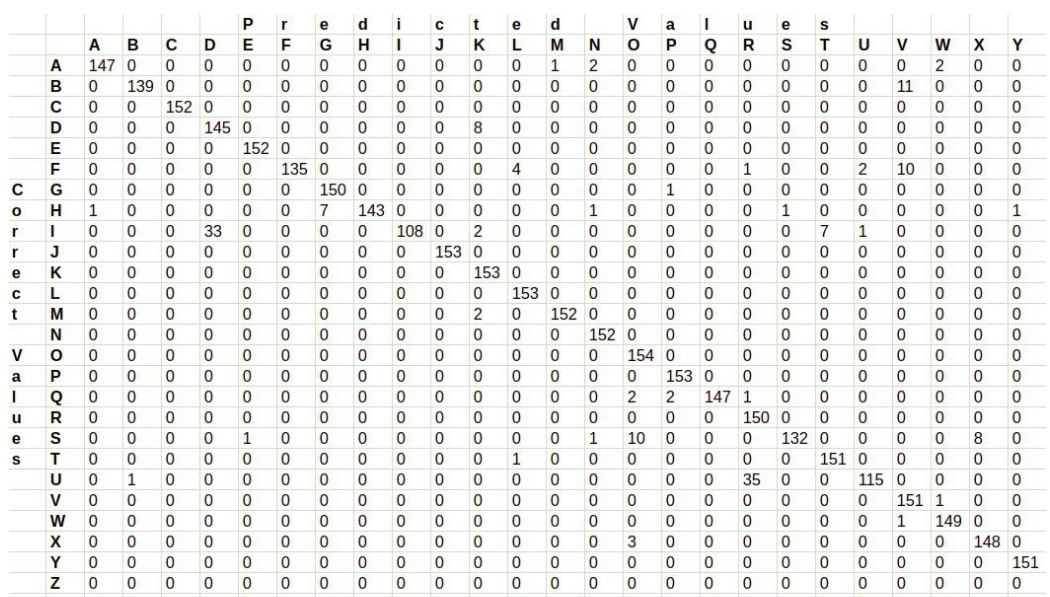 P r e d i c t e d V a l u e s
A B C D E F G H I J K L M N O P Q R S T U V W X Y
A 147 0 0 0 0 0 0 0 0 0 0 0 1 2 0 0 0 0 0 0 0 0 2 0 0
B 0 139 0 0 0 0 0 0 0 0 0 0 0 0 0 0 0 0 0 0 0 11 0 0 0
C 0 0 152 0 0 0 0 0 0 0 0 0 0 0 0 0 0 0 0 0 0 0 0 0 0
D 0 0 0 145 0 0 0 0 0 0 8 0 0 0 0 0 0 0 0 0 0 0 0 0 0
E 0 0 0 0 152 0 0 0 0 0 0 0 0 0 0 0 0 0 0 0 0 0 0 0 0
F 0 0 0 0 0 135 0 0 0 0 0 4 0 0 0 0 0 1 0 0 2 10 0 0 0
C G 0 0 0 0 0 0 150 0 0 0 0 0 0 0 0 1 0 0 0 0 0 0 0 0 0
o H 1 0 0 0 0 0 7 143 0 0 0 0 0 1 0 0 0 0 1 0 0 0 0 0 1
r I 0 0 0 33 0 0 0 0 108 0 2 0 0 0 0 0 0 0 0 7 1 0 0 0 0
r J 0 0 0 0 0 0 0 0 0 153 0 0 0 0 0 0 0 0 0 0 0 0 0 0 0
e K 0 0 0 0 0 0 0 0 0 0 153 0 0 0 0 0 0 0 0 0 0 0 0 0 0
c L 0 0 0 0 0 0 0 0 0 0 0 153 0 0 0 0 0 0 0 0 0 0 0 0 0
t M 0 0 0 0 0 0 0 0 0 0 2 0 152 0 0 0 0 0 0 0 0 0 0 0 0
N 0 0 0 0 0 0 0 0 0 0 0 0 0 152 0 0 0 0 0 0 0 0 0 0 0
V O 0 0 0 0 0 0 0 0 0 0 0 0 0 0 154 0 0 0 0 0 0 0 0 0 0
a P 0 0 0 0 0 0 0 0 0 0 0 0 0 0 0 153 0 0 0 0 0 0 0 0 0
l Q 0 0 0 0 0 0 0 0 0 0 0 0 0 0 2 2 147 1 0 0 0 0 0 0 0
u R 0 0 0 0 0 0 0 0 0 0 0 0 0 0 0 0 0 150 0 0 0 0 0 0 0
e S 0 0 0 0 1 0 0 0 0 0 0 0 0 1 10 0 0 0 132 0 0 0 0 8 0
s T 0 0 0 0 0 0 0 0 0 0 0 1 0 0 0 0 0 0 0 151 0 0 0 0 0
U 0 1 0 0 0 0 0 0 0 0 0 0 0 0 0 0 0 35 0 0 115 0 0 0 0
V 0 0 0 0 0 0 0 0 0 0 0 0 0 0 0 0 0 0 0 0 0 151 1 0 0
W 0 0 0 0 0 0 0 0 0 0 0 0 0 0 0 0 0 0 0 0 0 1 149 0 0
X 0 0 0 0 0 0 0 0 0 0 0 0 0 0 3 0 0 0 0 0 0 0 0 148 0
Y 0 0 0 0 0 0 0 0 0 0 0 0 0 0 0 0 0 0 0 0 0 0 0 0 151
Z 0 0 0 0 0 0 0 0 0 0 0 0 0 0 0 0 0 0 0 0 0 0 0 0 0